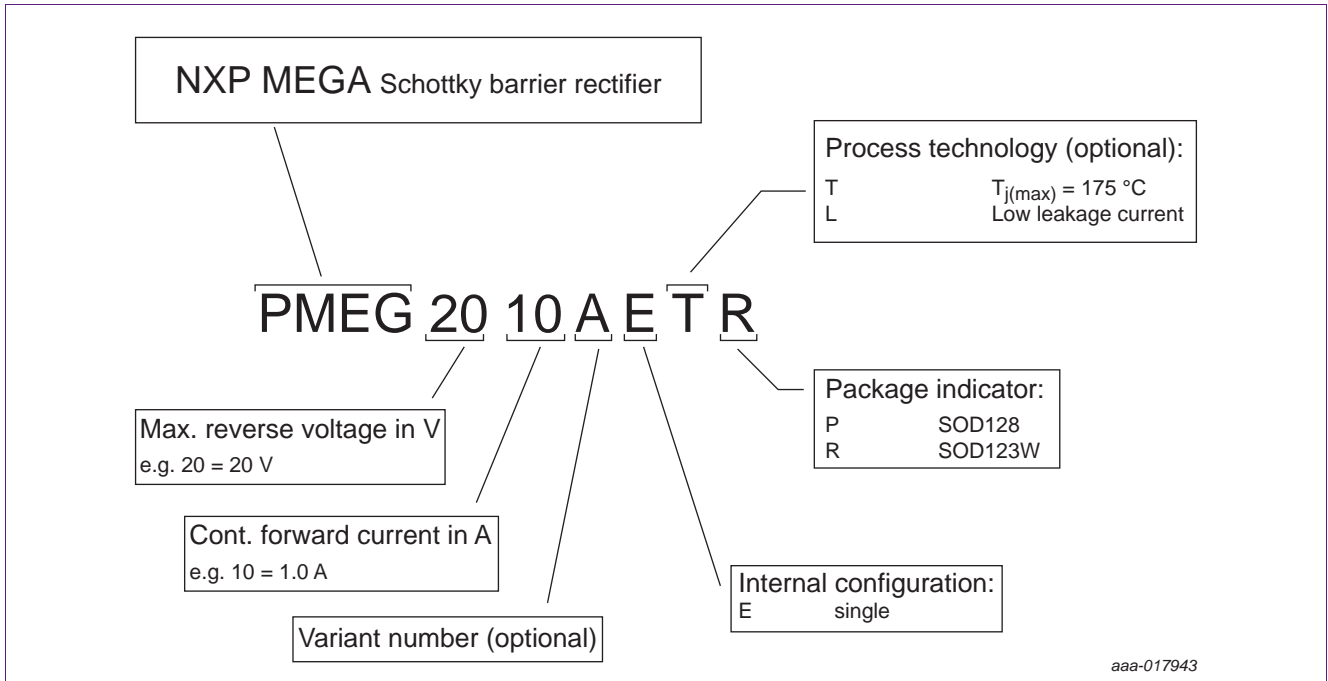 NXP MEGA Schottky barrier rectifier
Process technology (optional):
T Tj(max) = 175 °C
L Low leakage current
PMEG 20 10 A E T R
Package indicator:
P SOD128
R SOD123W
Max. reverse voltage in V
e.g. 20 = 20 V
Cont. forward current in A
e.g. 10 = 1.0 A
Internal configuration:
E single
Variant number (optional)
aaa-017943